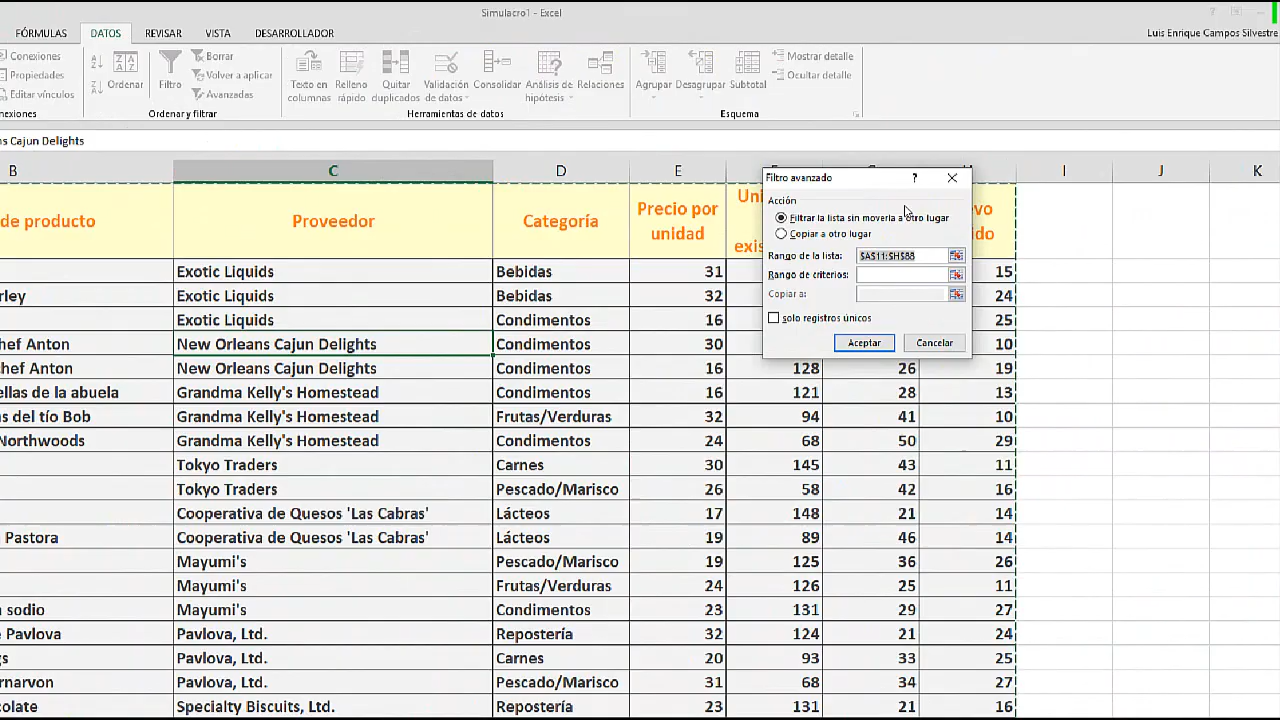 Simulacro1 - Excel
FÓRMULAS DATOS REVISAR VISTA DESARROLLADOR
Luis Enrique Campos Silvestre
Conexiones
Propiedades
Editar vínculos
nexiones
Ordenar
Filtro
Borrar
Volver a aplicar
Avanzadas
Ordenar y filtrar
Texto en columnas
Relleno rápido
Quitar duplicados
Validación de datos
Consolidar
Análisis de hipótesis
Relaciones
Herramientas de datos
Agrupar
Desagrupar
Subtotal
Mostrar detalle
Ocultar detalle
Esquema
ns Cajun Delights
B C D E I J K
de producto Proveedor Categoría Precio por unidad
Filtro avanzado ?
Acción
Filtrar la lista sin moverla a otro lugar
Copiar a otro lugar
Rango de la lista: $A$11:$H$88
Rango de criterios:
Copiar a:
Solo registros únicos
Aceptar Cancelar
Exotic Liquids Bebidas 31 15
rley Exotic Liquids Bebidas 32 24
Exotic Liquids Condimentos 16 25
hef Anton New Orleans Cajun Delights Condimentos 30 10
hef Anton New Orleans Cajun Delights Condimentos 16 128 26 19
ellas de la abuela Grandma Kelly's Homestead Condimentos 16 121 28 13
s del tío Bob Grandma Kelly's Homestead Frutas/Verduras 32 94 41 10
Northwoods Grandma Kelly's Homestead Condimentos 24 68 50 29
Tokyo Traders Carnes 30 145 43 11
Tokyo Traders Pescado/Marisco 26 58 42 16
Cooperativa de Quesos 'Las Cabras' Lácteos 17 148 21 14
Pastora Cooperativa de Quesos 'Las Cabras' Lácteos 19 89 46 14
Mayumi's Pescado/Marisco 19 125 36 26
Mayumi's Frutas/Verduras 24 126 25 11
sodio Mayumi's Condimentos 23 131 29 27
Pavlova Pavlova, Ltd. Repostería 32 124 21 24
gs Pavlova, Ltd. Carnes 20 93 33 25
rnarvon Pavlova, Ltd. Pescado/Marisco 31 68 34 27
colate Specialty Biscuits, Ltd. Repostería 23 131 21 16